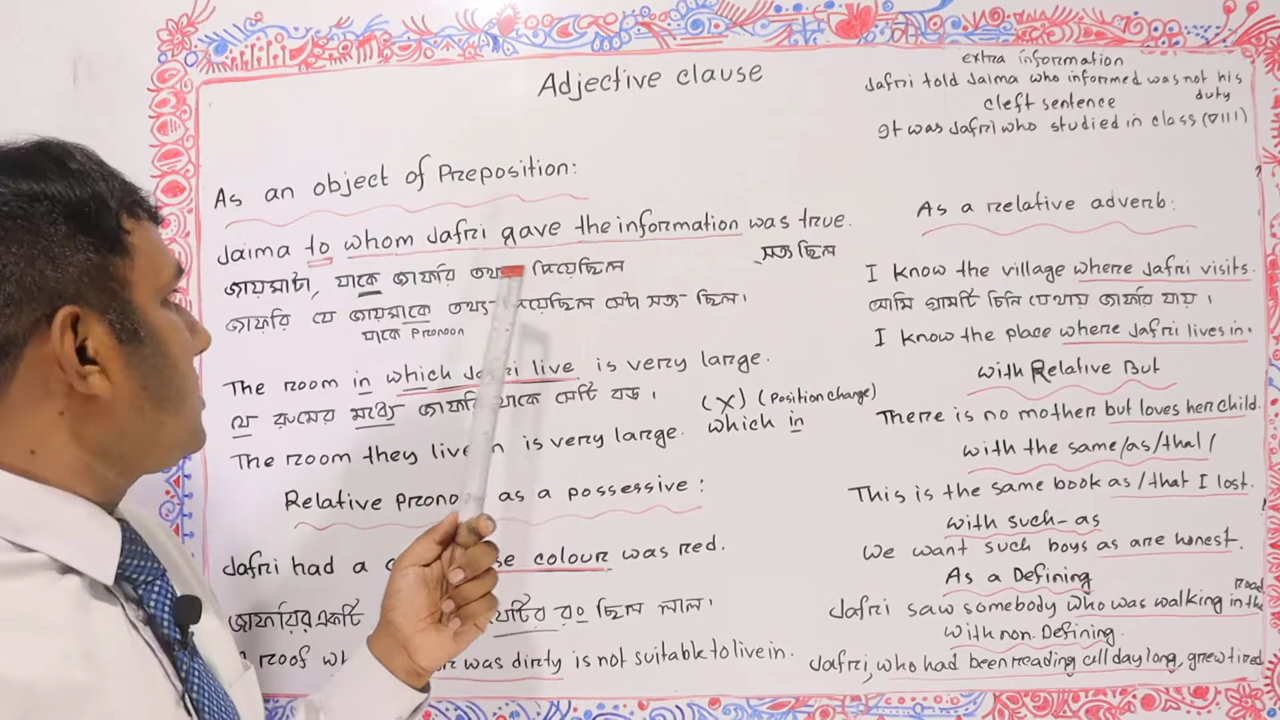 Adjective clause
As an object of Preposition:
Jaima to whom Jafri gave the information was true.
সত্য ছিল
জায়মাটা, যাকে জাফরি দিয়েছিল
জাফরি যে জায়মাকে তথ্য সেটা সত্য ছিল।
যাকে Pronoon
The room in which live is very large.
যে রুমের মধ্যে জাফরি থাকে সেটি বড়।
(X) (Position change)
The room they live is very large. which in
Relative as a possessive:
Jafri had a colour was red.
জাফরির একটি রং ছিল লাল।
roof was dirty is not suitable to live in.
extra information
Jafri told Jaima who informed was not his
duty
cleft sentence
It was Jafri who studied in class (VIII)
As a relative adverb:
I know the village where Jafri visits.
আমি গ্রামটি চিনি যেথায় জাফরি যায়।
I know the place where Jafri lives in.
with Relative But
There is no mother but loves her child.
with the same/as/that/
This is the same book as/that I lost.
with such-as
We want such boys as are honest.
As a Defining
road
Jafri saw somebody who was walking in the
with non-Defining.
Jafri, who had been reading all day long, grew tired